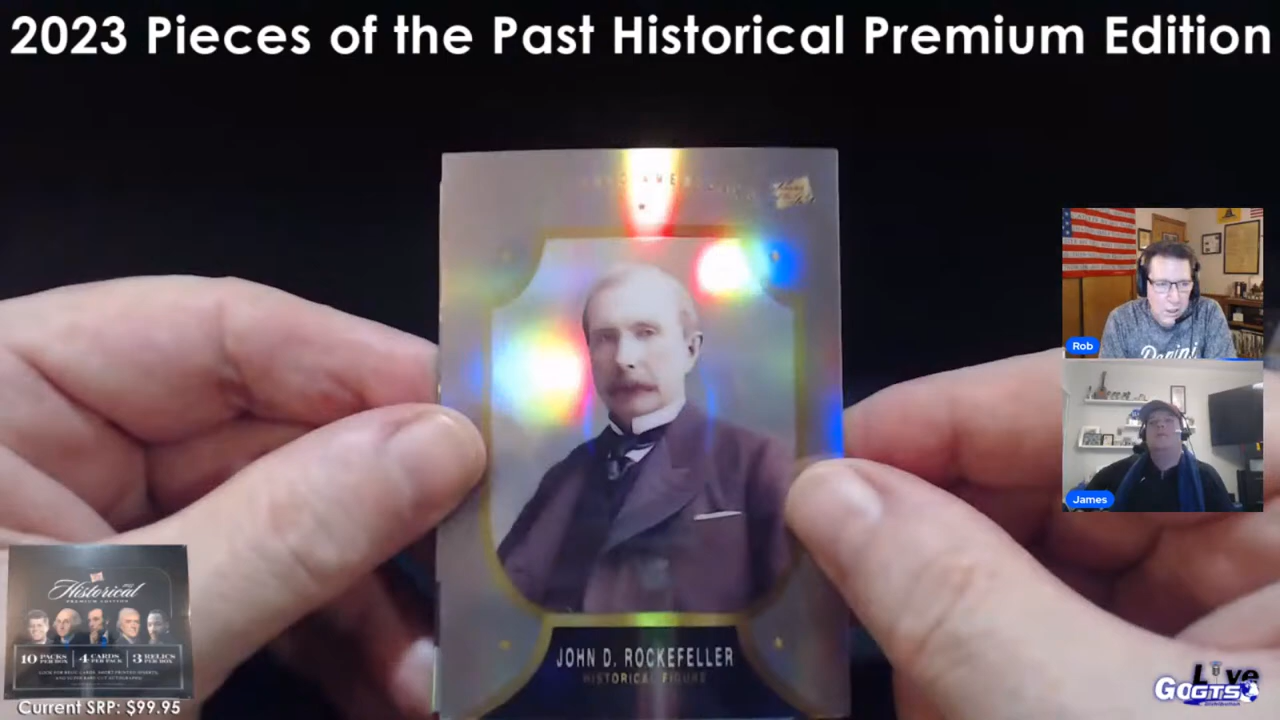 2023 Pieces of the Past Historical Premium Edition
JOHN D. ROCKEFELLER
HISTORICAL FIGURE
Rob
Panini
James
Historical
PREMIUM EDITION
10 PACKS PER BOX
4 CARDS PER PACK
3 RELICS PER BOX
Current SRP: $99.95
Live
GOGTS